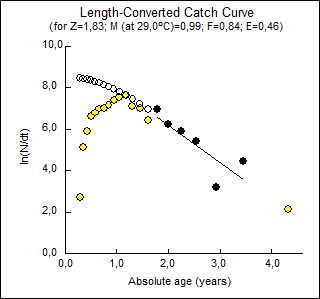 Length-Converted Catch Curve
(for Z=1,83; M (at 29,0ºC)=0,99; F=0,84; E=0,46)
10,0
8,0
6,0
4,0
2,0
0,0
ln(N/dt)
0,0 1,0 2,0 3,0 4,0
Absolute age (years)